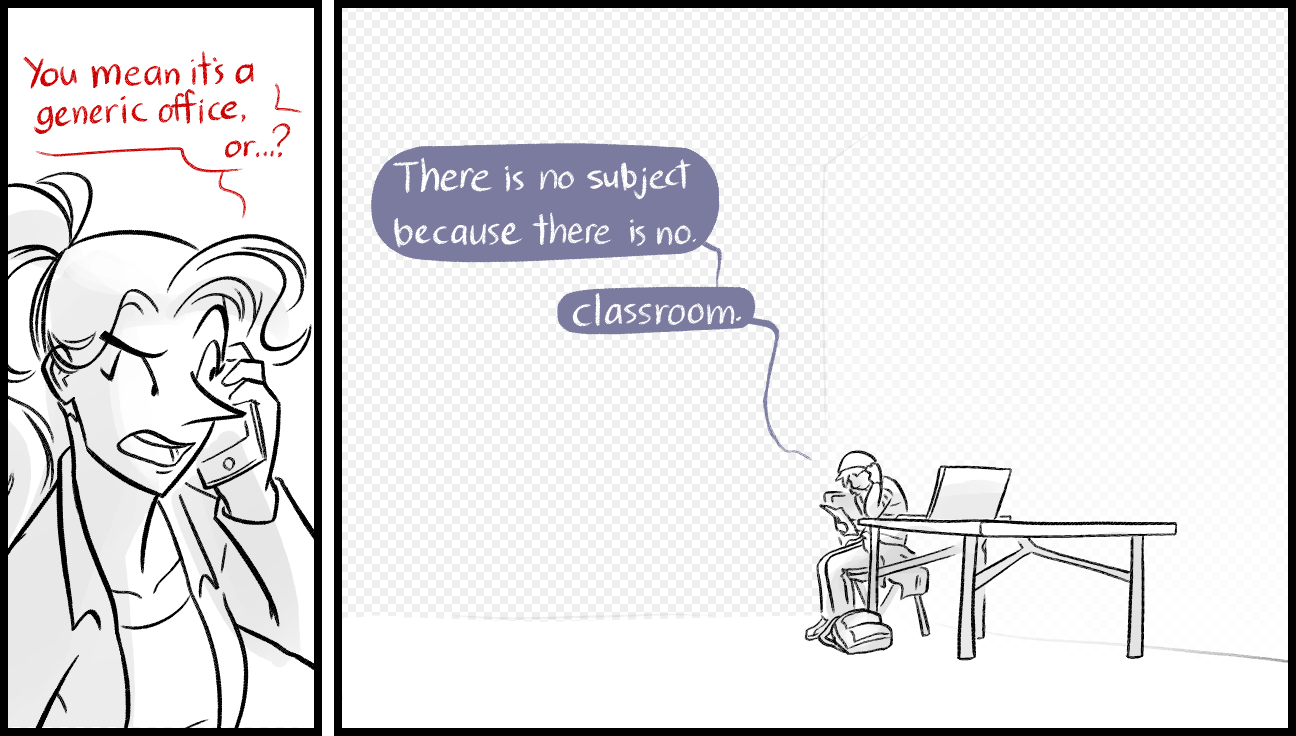 You mean it's a
generic office,
or...?
There is no subject
because there is no.
classroom.